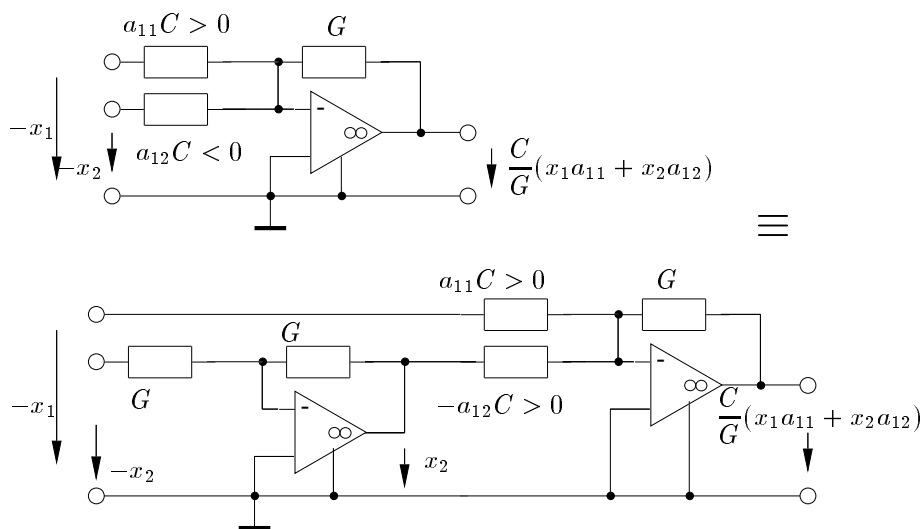 a₁₁C > 0
G
-x₁
-
∞
a₁₂C < 0
-x₂
C/G(x₁a₁₁ + x₂a₁₂)
≡
a₁₁C > 0
G
G
-
∞
-x₁
G
-
∞
-a₁₂C > 0
C/G(x₁a₁₁ + x₂a₁₂)
-x₂
x₂